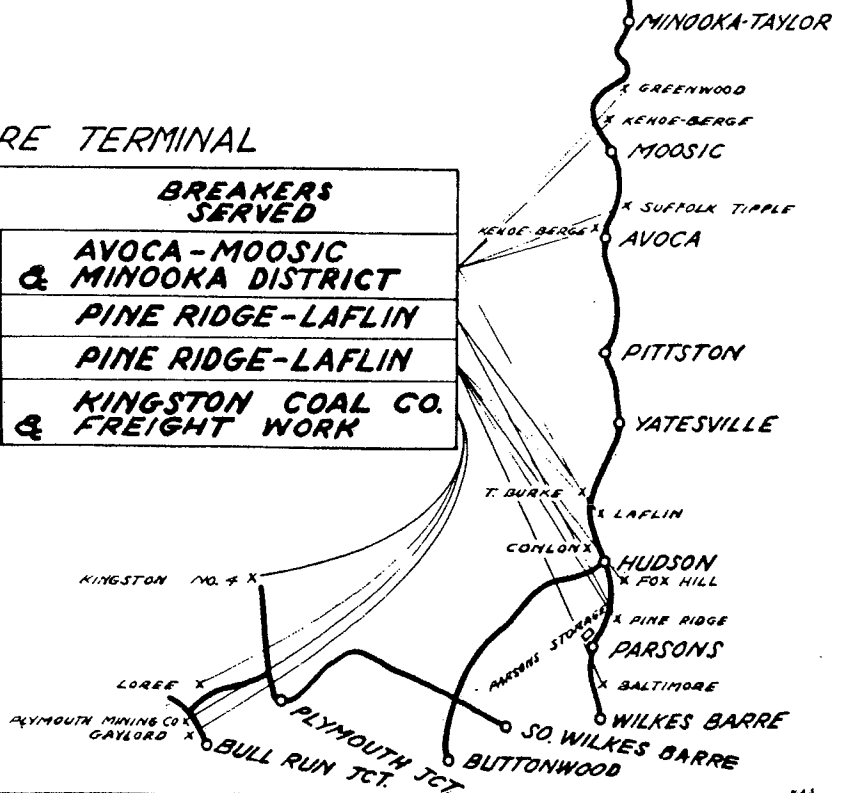 MINOOKA-TAYLOR
GREENWOOD
KEHOE-BERGE
MOOSIC
RE TERMINAL
BREAKERS
SERVED
SUFFOLK TIPPLE
KEHOE BERGE
AVOCA
AVOCA-MOOSIC
& MINOOKA DISTRICT
PINE RIDGE-LAFLIN
PINE RIDGE-LAFLIN
KINGSTON COAL CO.
& FREIGHT WORK
PITTSTON
YATESVILLE
T. BURKE
LAFLIN
CONLON
HUDSON
FOX HILL
KINGSTON NO. 4
PINE RIDGE
PARSONS STORAGE
PARSONS
LOREE
BALTIMORE
PLYMOUTH MINING CO
GAYLORD
WILKES BARRE
BULL RUN JCT.
PLYMOUTH JCT.
SO. WILKES BARRE
BUTTONWOOD